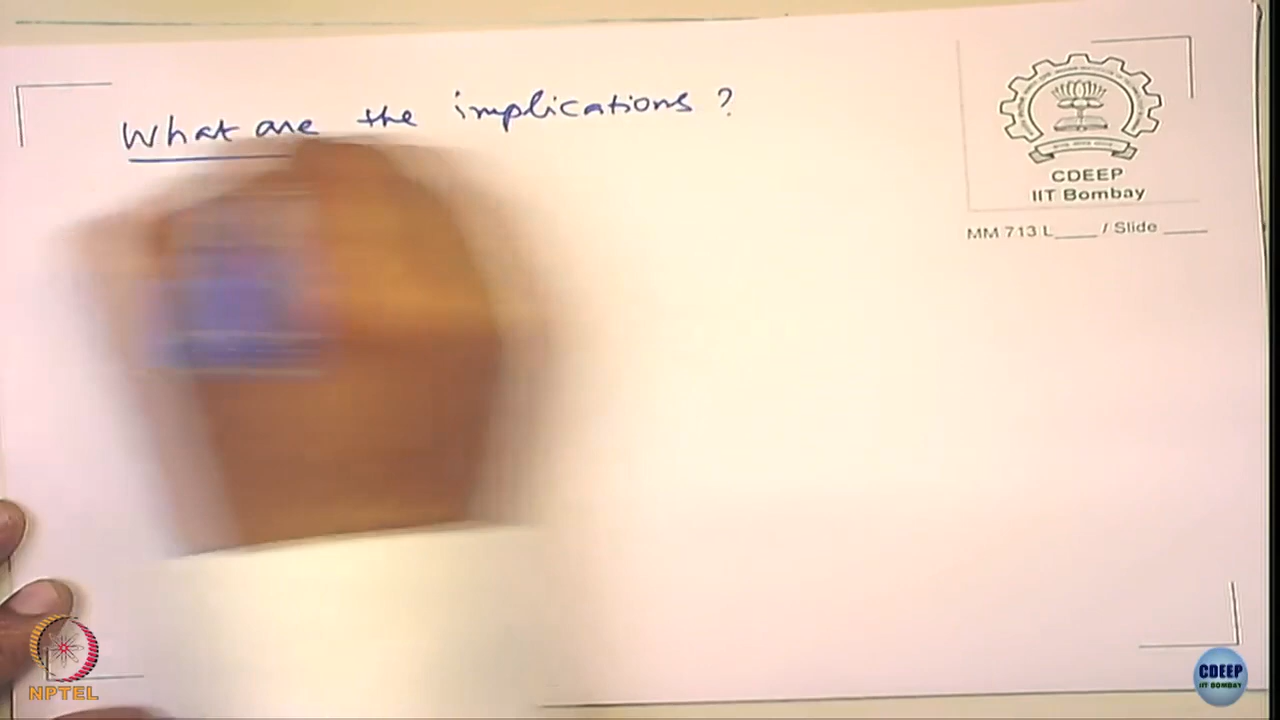 What are the implications ?
CDEEP
IIT Bombay
MM 713 L____ / Slide ____
NPTEL
CDEEP
IIT BOMBAY